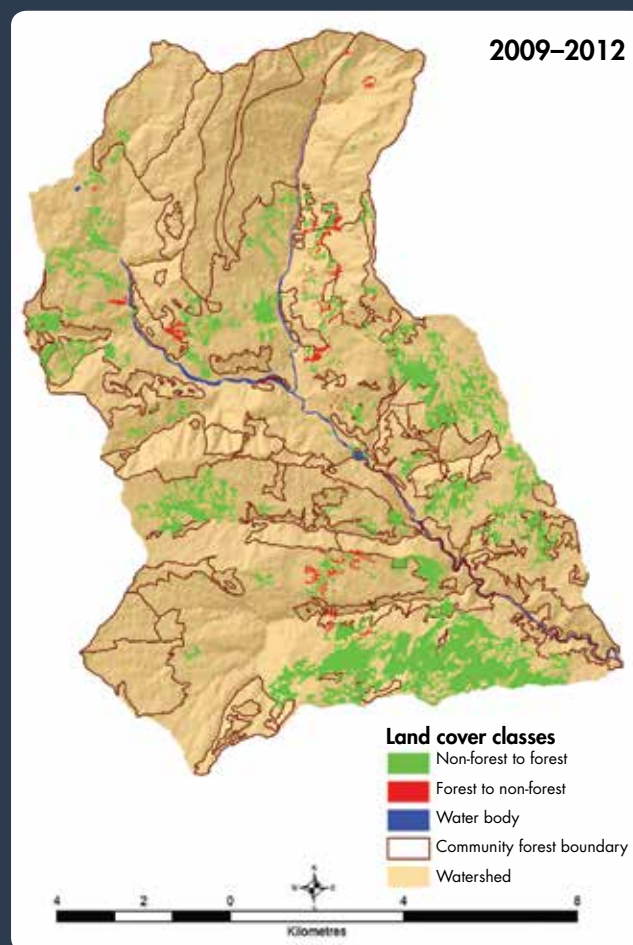 2009–2012
Land cover classes
Non-forest to forest
Forest to non-forest
Water body
Community forest boundary
Watershed
4 2 0 4 8
Kilometres